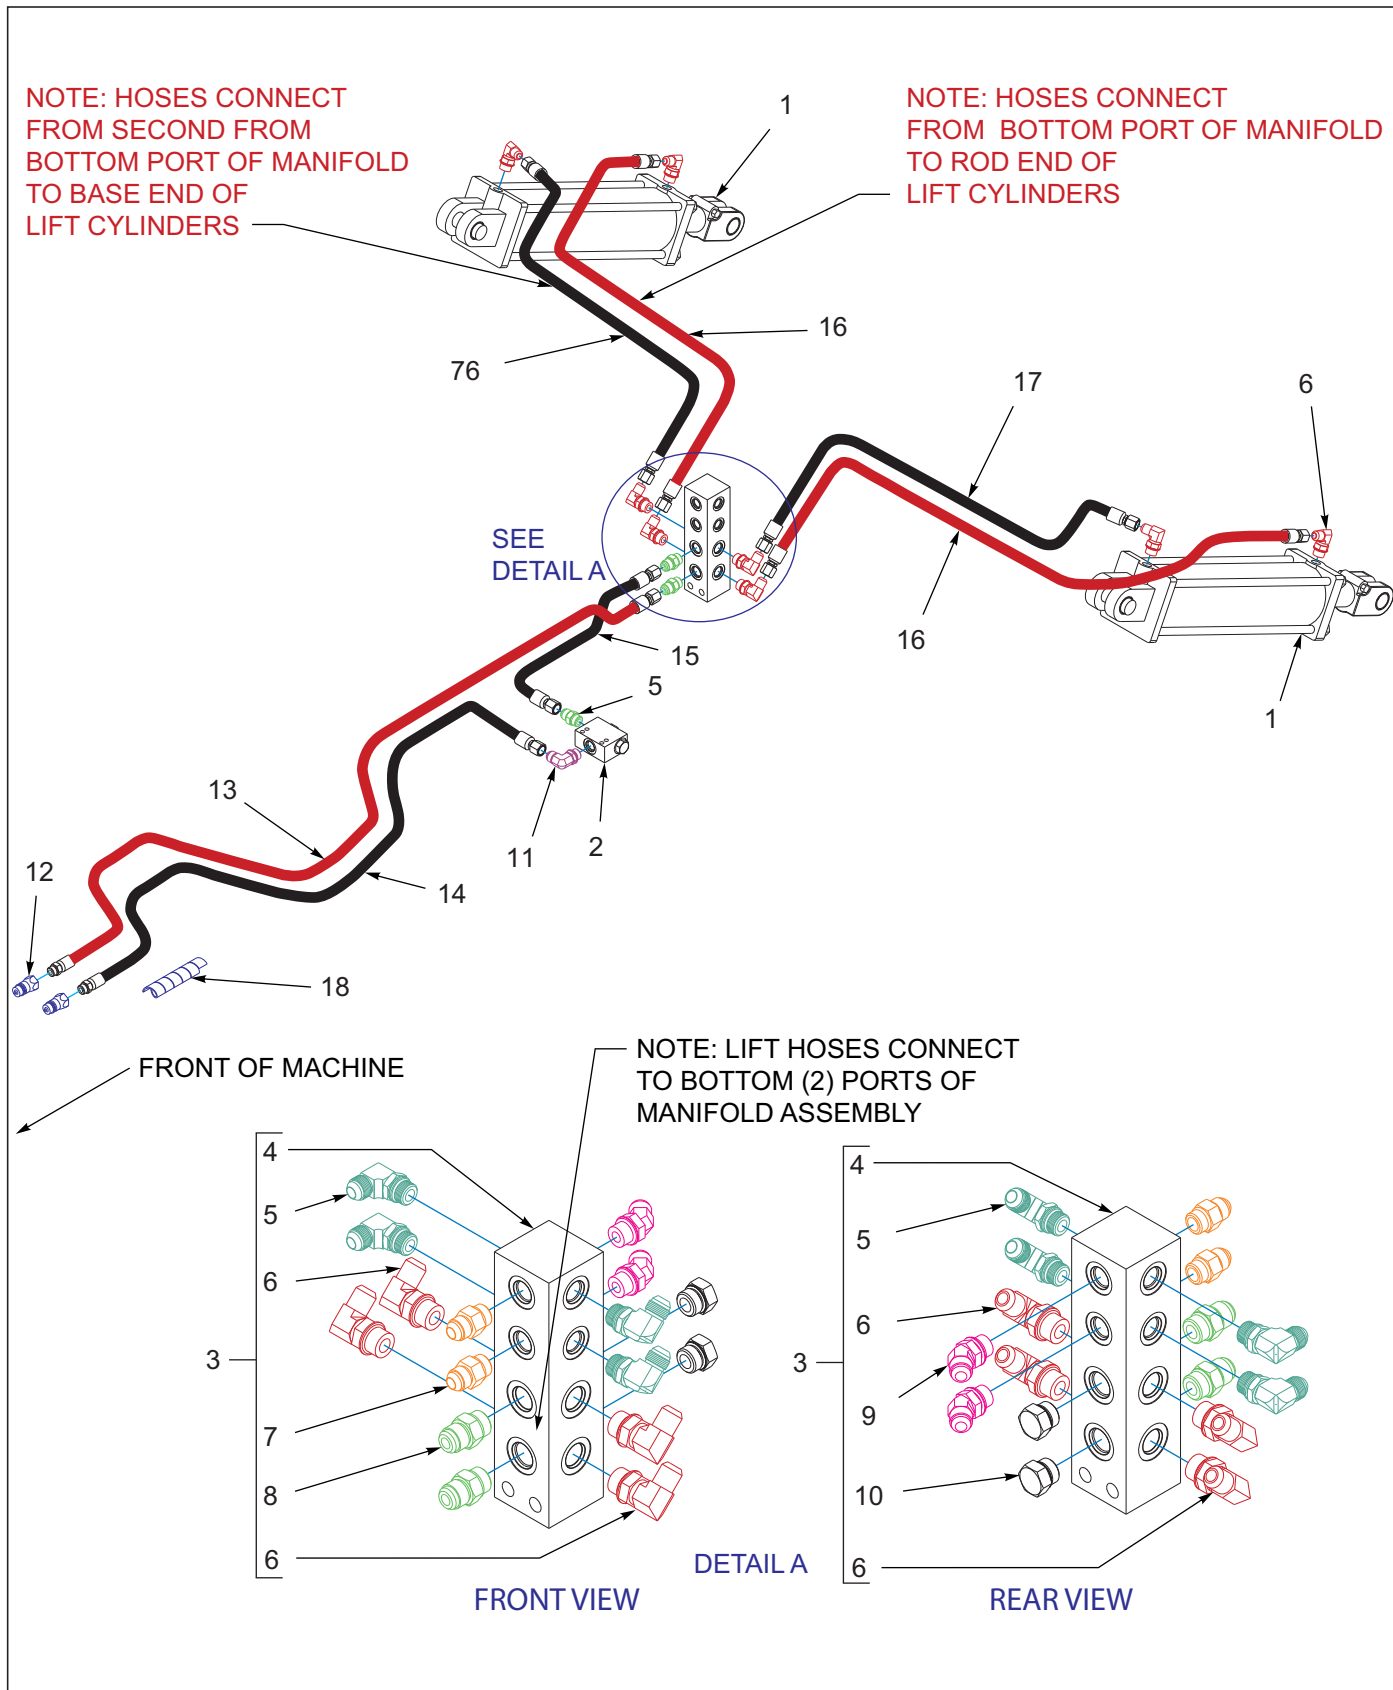 NOTE: HOSES CONNECT
FROM SECOND FROM
BOTTOM PORT OF MANIFOLD
TO BASE END OF
LIFT CYLINDERS
1
NOTE: HOSES CONNECT
FROM  BOTTOM PORT OF MANIFOLD
TO ROD END OF
LIFT CYLINDERS
16
76
17
6
SEE
DETAIL A
16
15
5
1
13
11
2
12
14
18
FRONT OF MACHINE
NOTE: LIFT HOSES CONNECT
TO BOTTOM (2) PORTS OF
MANIFOLD ASSEMBLY
4
5
6
3
7
8
6
FRONT VIEW
DETAIL A
4
5
6
3
9
10
6
REAR VIEW